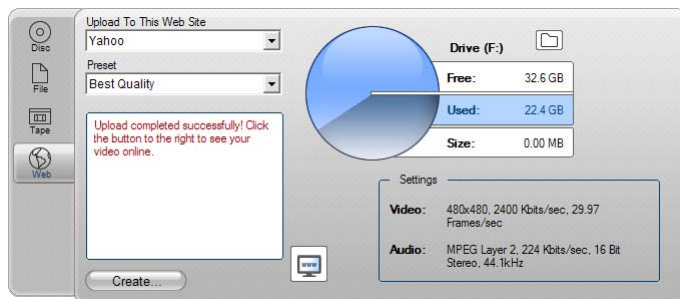 Disc
File
Tape
Web
Upload To This Web Site
Yahoo
Preset
Best Quality
Upload completed successfully! Click
the button to the right to see your
video online.
Create...
Drive (F:)
Free: 32.6 GB
Used: 22.4 GB
Size: 0.00 MB
Settings
Video: 480x480, 2400 Kbits/sec, 29.97
Frames/sec
Audio: MPEG Layer 2, 224 Kbits/sec, 16 Bit
Stereo, 44.1kHz